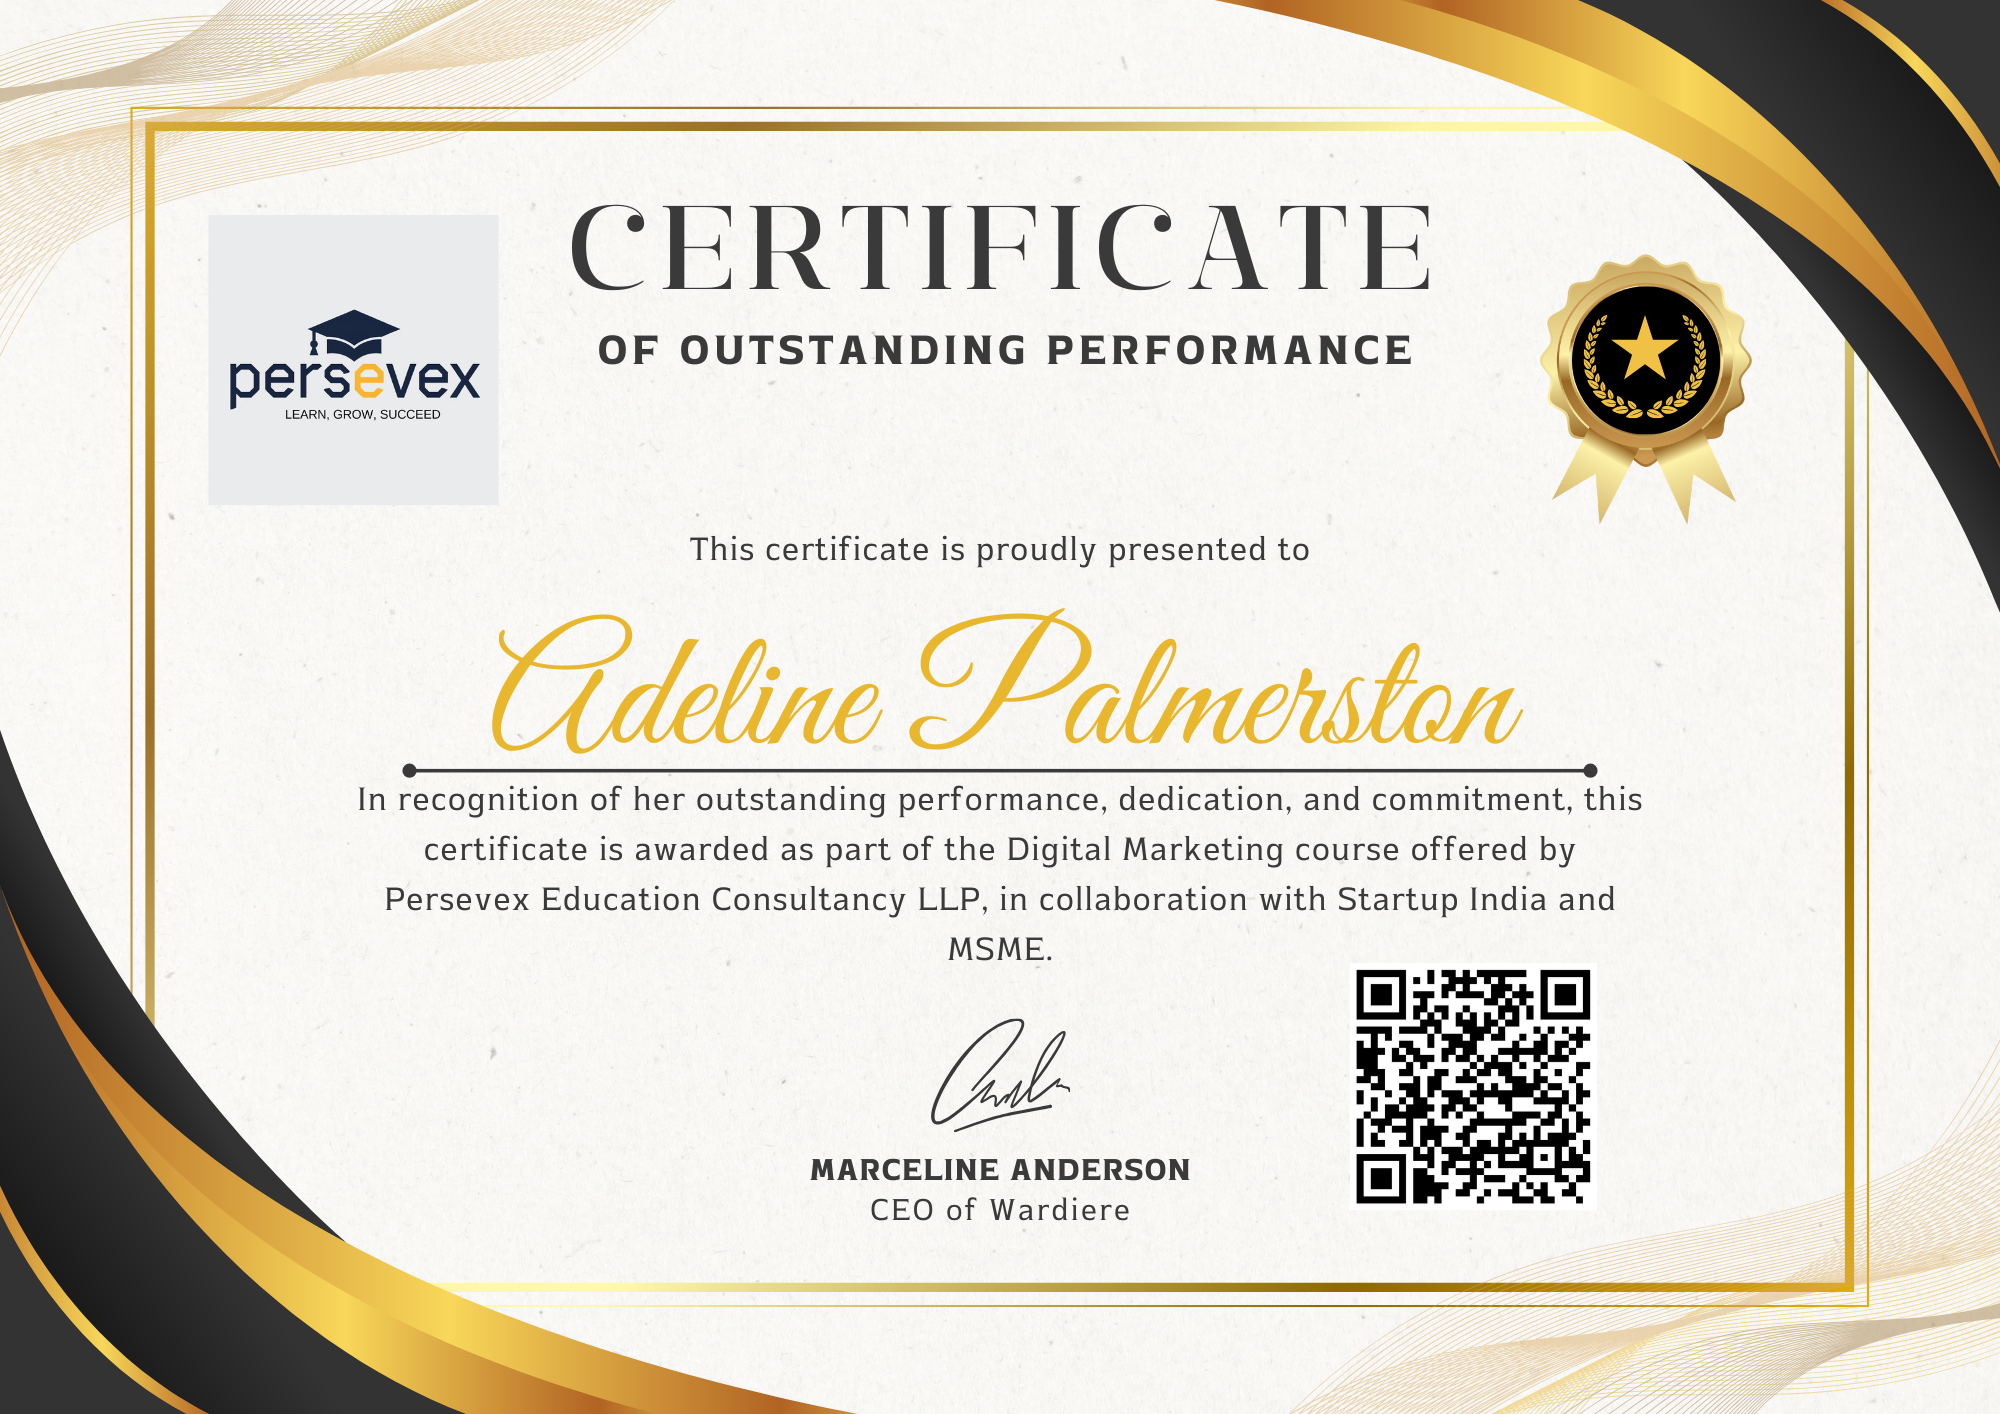 CERTIFICATE
OF OUTSTANDING PERFORMANCE
persevex
LEARN, GROW, SUCCEED
This certificate is proudly presented to
Adeline Palmerston
In recognition of her outstanding performance, dedication, and commitment, this
certificate is awarded as part of the Digital Marketing course offered by
Persevex Education Consultancy LLP, in collaboration with Startup India and
MSME.
MARCELINE ANDERSON
CEO of Wardiere